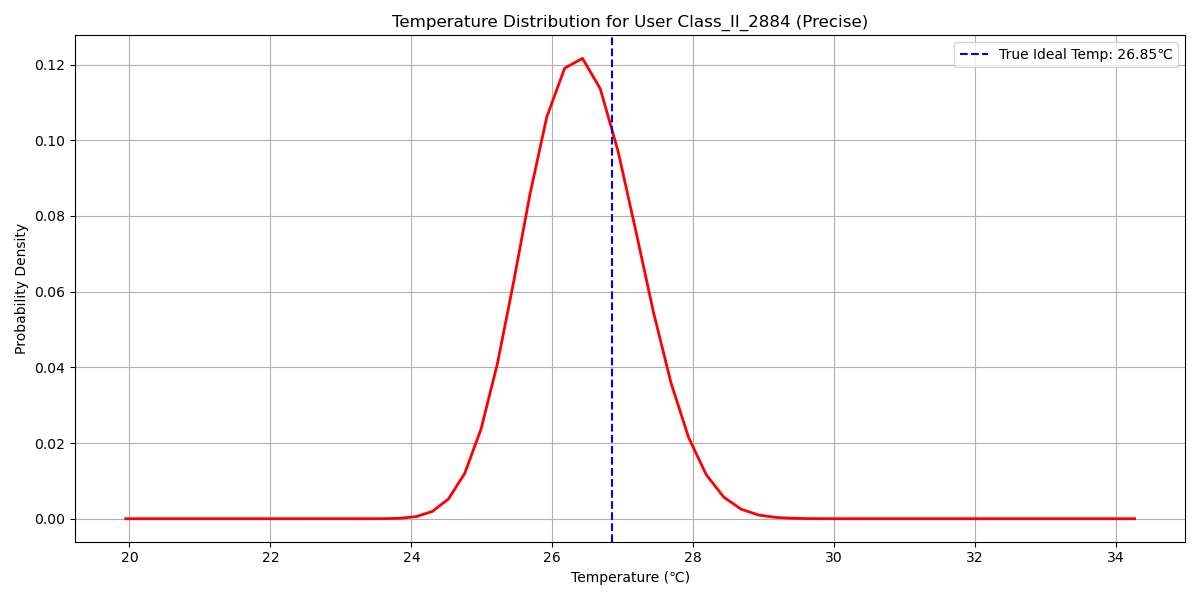 Temperature Distribution for User Class_II_2884 (Precise)
True Ideal Temp: 26.85℃
Probability Density
0.12
0.10
0.08
0.06
0.04
0.02
0.00
20 22 24 26 28 30 32 34
Temperature (℃)